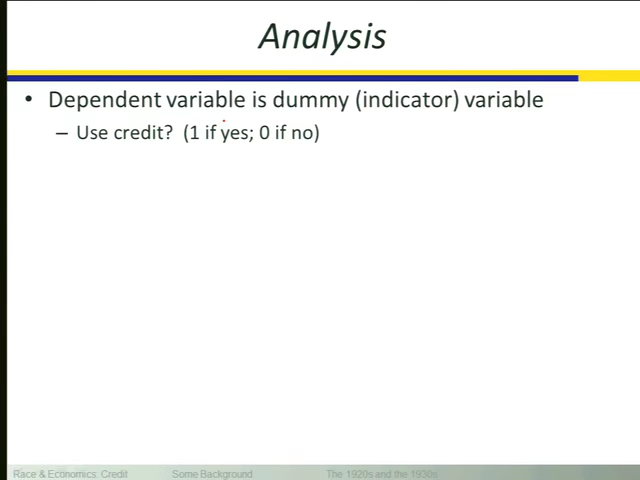 Analysis
• Dependent variable is dummy (indicator) variable
– Use credit? (1 if yes; 0 if no)
Race & Economics, Credit Some Background The 1920s and the 1930s